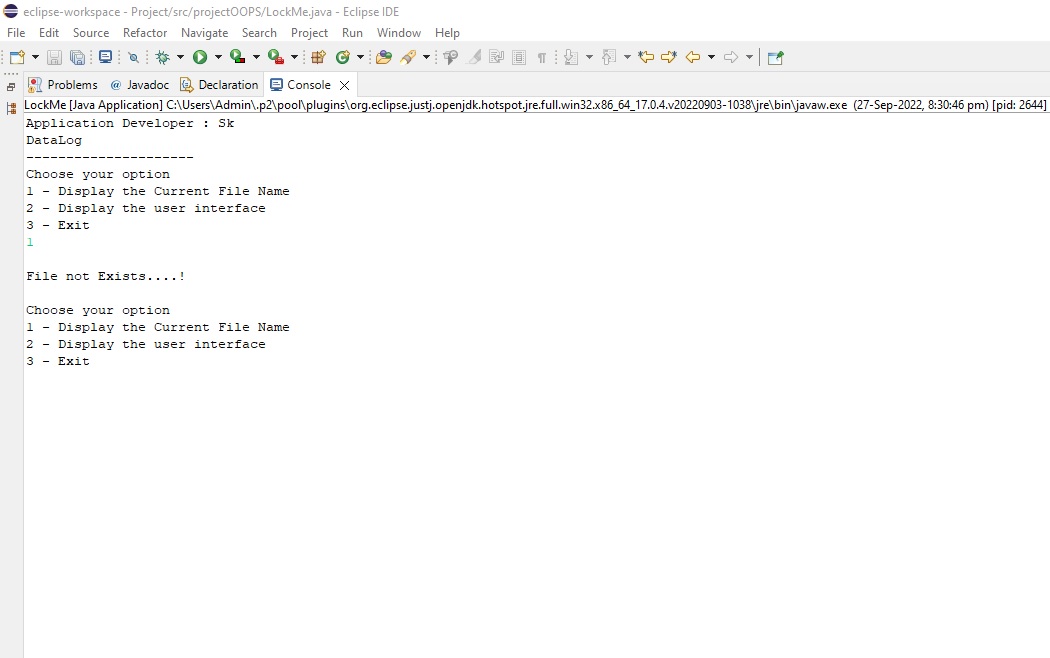 eclipse-workspace - Project/src/projectOOPS/LockMe.java - Eclipse IDE
File Edit Source Refactor Navigate Search Project Run Window Help
Problems @ Javadoc Declaration Console
LockMe [Java Application] C:\Users\Admin\.p2\pool\plugins\org.eclipse.justj.openjdk.hotspot.jre.full.win32.x86_64_17.0.4.v20220903-1038\jre\bin\javaw.exe (27-Sep-2022, 8:30:46 pm) [pid: 2644]
Application Developer : Sk
DataLog
---------------------
Choose your option
1 - Display the Current File Name
2 - Display the user interface
3 - Exit
1
File not Exists....!
Choose your option
1 - Display the Current File Name
2 - Display the user interface
3 - Exit